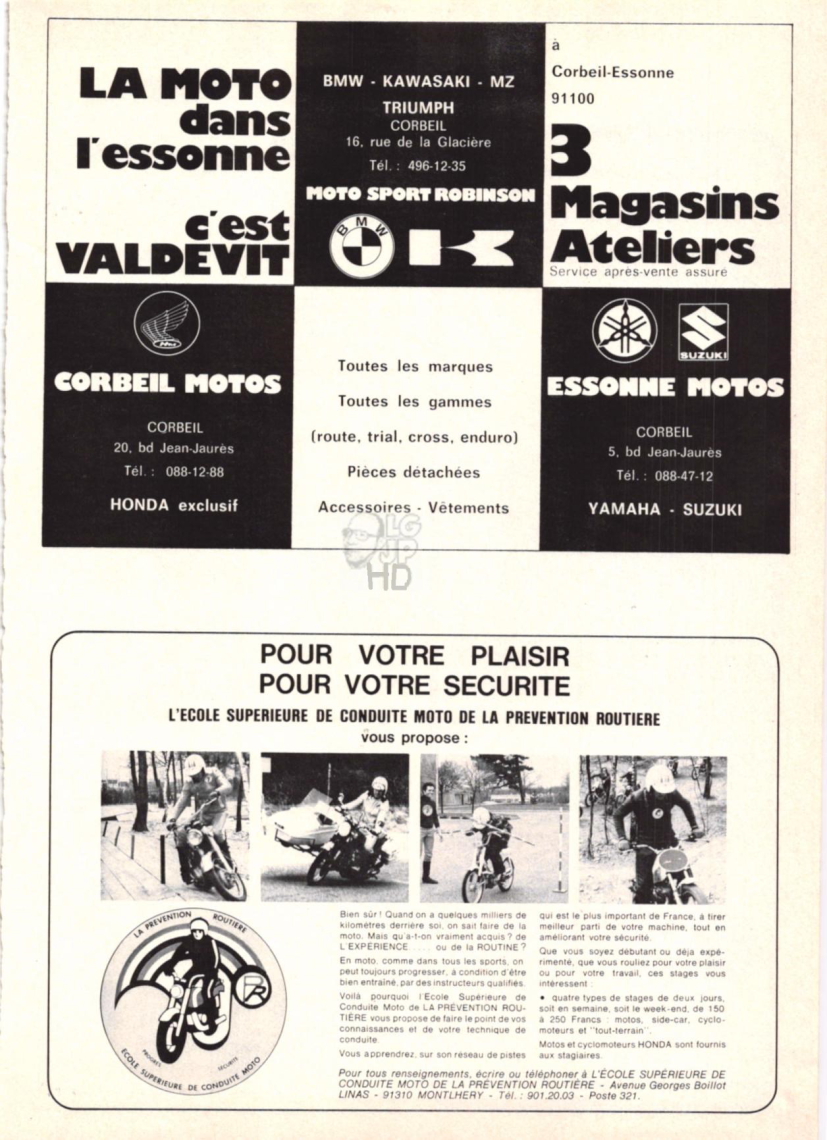 LA MOTO
dans
l'essonne
c'est
VALDEVIT
BMW - KAWASAKI - MZ
TRIUMPH
CORBEIL
16, rue de la Glacière
Tél. : 496-12-35
MOTO SPORT ROBINSON
BMW
K
à
Corbeil-Essonne
91100
3
Magasins
Ateliers
Service après-vente assuré
CORBEIL MOTOS
CORBEIL
20, bd Jean-Jaurès
Tél. : 088-12-88
HONDA exclusif
Toutes les marques
Toutes les gammes
(route, trial, cross, enduro)
Pièces détachées
Accessoires - Vêtements
SUZUKI
ESSONNE MOTOS
CORBEIL
5, bd Jean-Jaurès
Tél. : 088-47-12
YAMAHA - SUZUKI
LG
JP
HD
POUR VOTRE PLAISIR
POUR VOTRE SECURITE
L'ECOLE SUPERIEURE DE CONDUITE MOTO DE LA PREVENTION ROUTIERE
vous propose :
LA PREVENTION ROUTIERE
PR
PROGRES SECURITE
ECOLE SUPERIEURE DE CONDUITE MOTO
Bien sûr ! Quand on a quelques milliers de
kilomètres derrière soi, on sait faire de la
moto. Mais qu'a-t-on vraiment acquis ? de
L'EXPÉRIENCE..... ou de la ROUTINE ?
En moto, comme dans tous les sports, on
peut toujours progresser, à condition d'être
bien entraîné, par des instructeurs qualifiés.
Voilà pourquoi l'Ecole Supérieure de
Conduite Moto de LA PRÉVENTION ROU-
TIÈRE vous propose de faire le point de vos
connaissances et de votre technique de
conduite.
Vous apprendrez, sur son réseau de pistes
qui est le plus important de France, à tirer
meilleur parti de votre machine, tout en
améliorant votre sécurité.
Que vous soyez débutant ou déja expé-
rimenté, que vous rouliez pour votre plaisir
ou pour votre travail, ces stages vous
intéressent :
• quatre types de stages de deux jours,
soit en semaine, soit le week-end, de 150
à 250 Francs : motos, side-car, cyclo-
moteurs et "tout-terrain".
Motos et cyclomoteurs HONDA sont fournis
aux stagiaires.
Pour tous renseignements, écrire ou téléphoner à L'ÉCOLE SUPÉRIEURE DE
CONDUITE MOTO DE LA PRÉVENTION ROUTIÈRE - Avenue Georges Boillot
LINAS - 91310 MONTLHERY - Tél. : 901.20.03 - Poste 321.